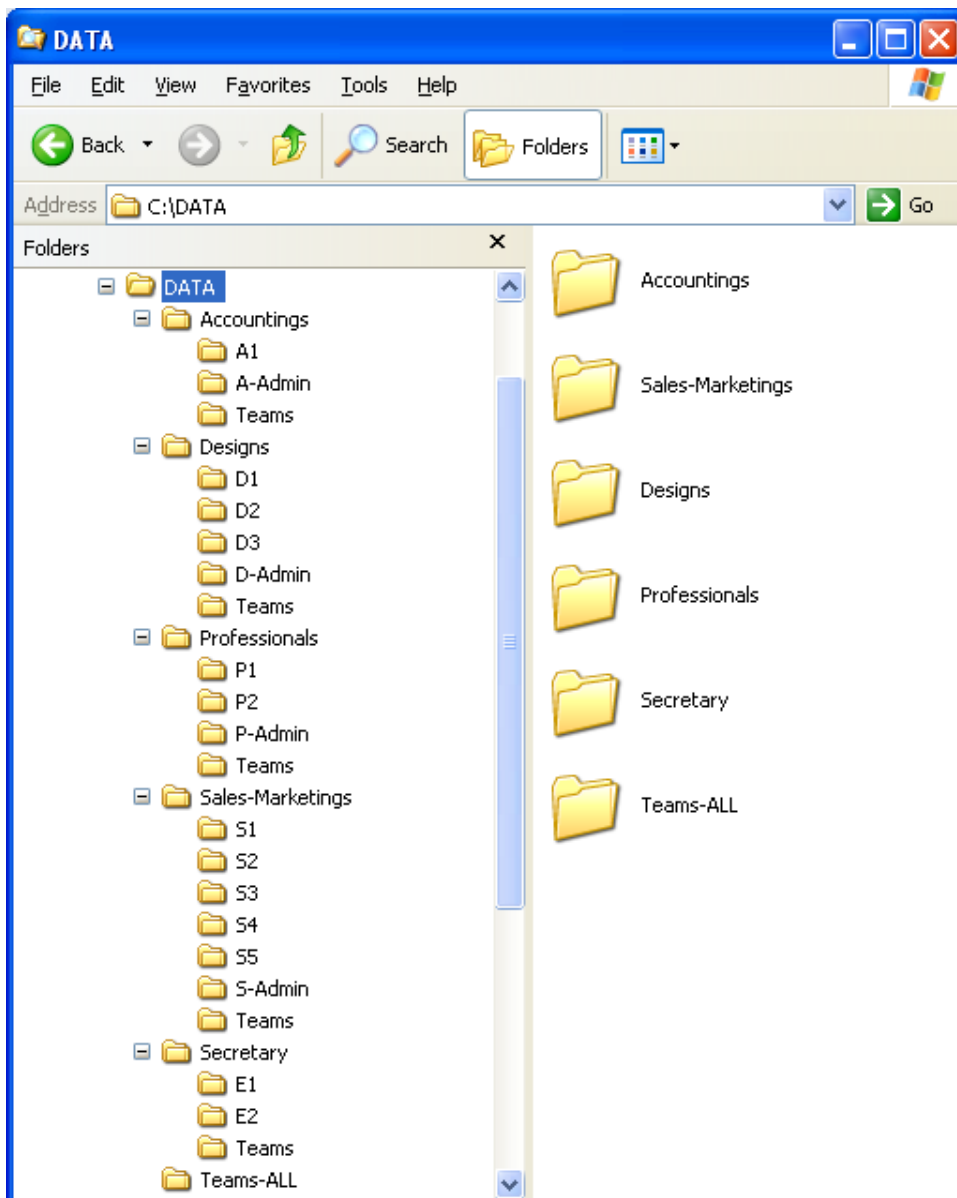 DATA
File Edit View Favorites Tools Help
Back Search Folders
Address C:\DATA Go
Folders
DATA
Accountings
A1
A-Admin
Teams
Designs
D1
D2
D3
D-Admin
Teams
Professionals
P1
P2
P-Admin
Teams
Sales-Marketings
S1
S2
S3
S4
S5
S-Admin
Teams
Secretary
E1
E2
Teams
Teams-ALL
Accountings
Sales-Marketings
Designs
Professionals
Secretary
Teams-ALL